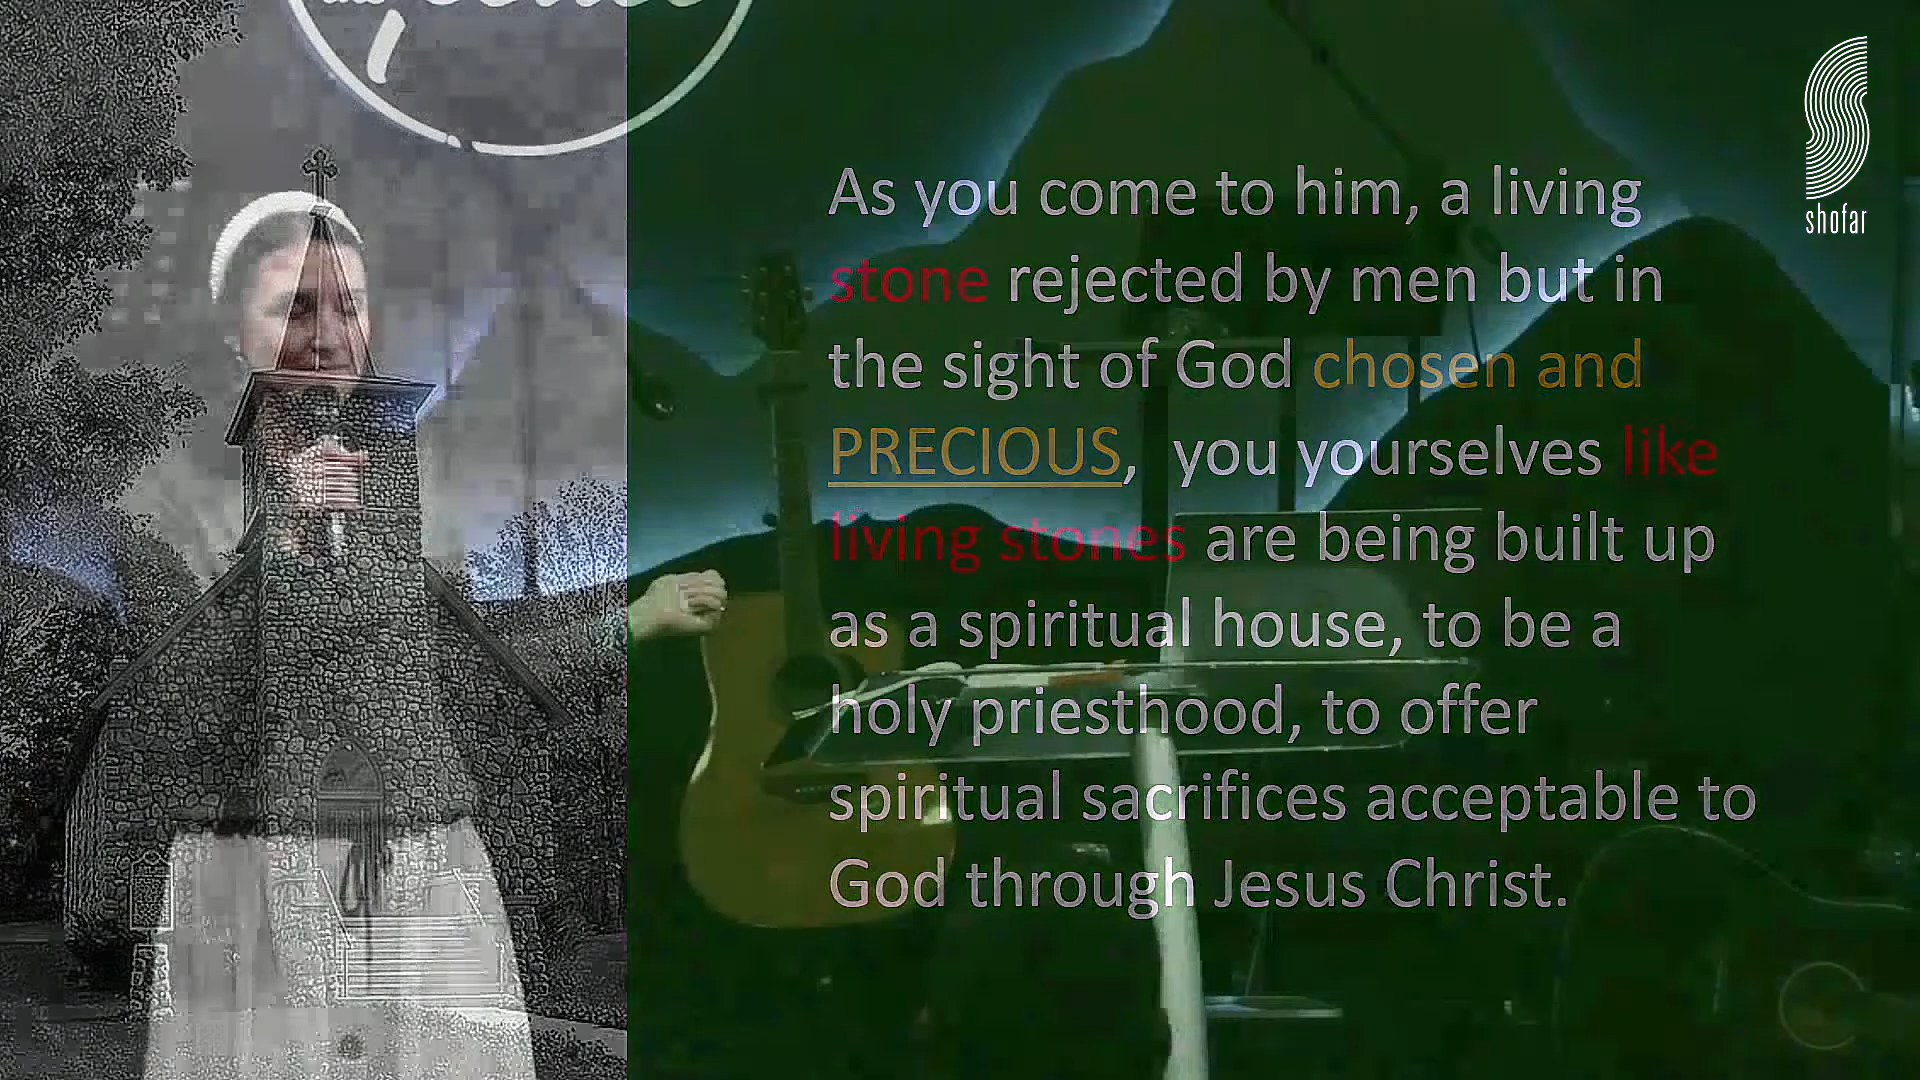 shofar
As you come to him, a living
stone rejected by men but in
the sight of God chosen and
PRECIOUS, you yourselves like
living stones are being built up
as a spiritual house, to be a
holy priesthood, to offer
spiritual sacrifices acceptable to
God through Jesus Christ.